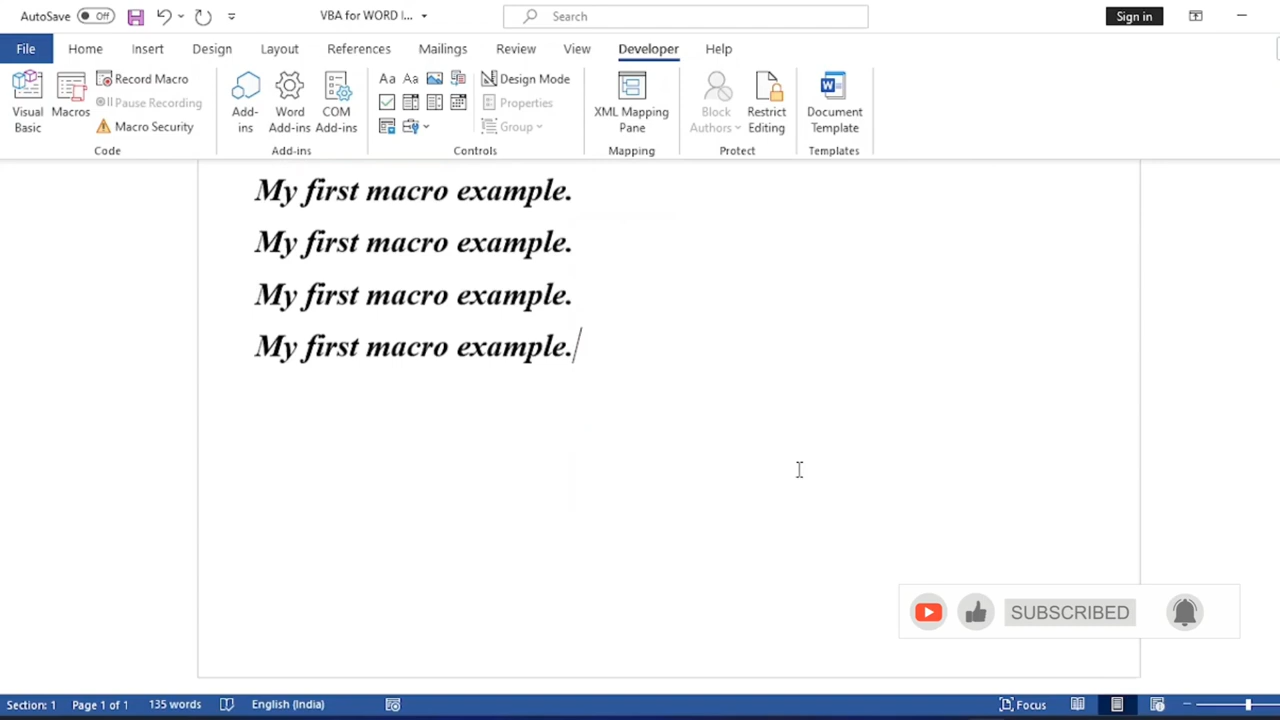 AutoSave Off VBA for WORD I... Search Sign in
File Home Insert Design Layout References Mailings Review View Developer Help
Visual Basic
Macros
Record Macro
Pause Recording
Macro Security
Code
Add-ins
Word Add-ins
COM Add-ins
Add-ins
Aa Aa
Design Mode
Properties
Group
Controls
XML Mapping Pane
Mapping
Block Authors
Restrict Editing
Protect
Document Template
Templates
My first macro example.
My first macro example.
My first macro example.
My first macro example.
SUBSCRIBED
Section: 1 Page 1 of 1 135 words English (India) Focus